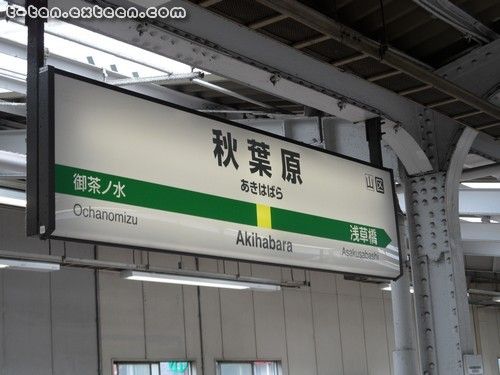 totan.exteen.com
秋葉原
あきはばら
山 区
御茶ノ水
Ochanomizu
Akihabara
浅草橋
Asakusabashi